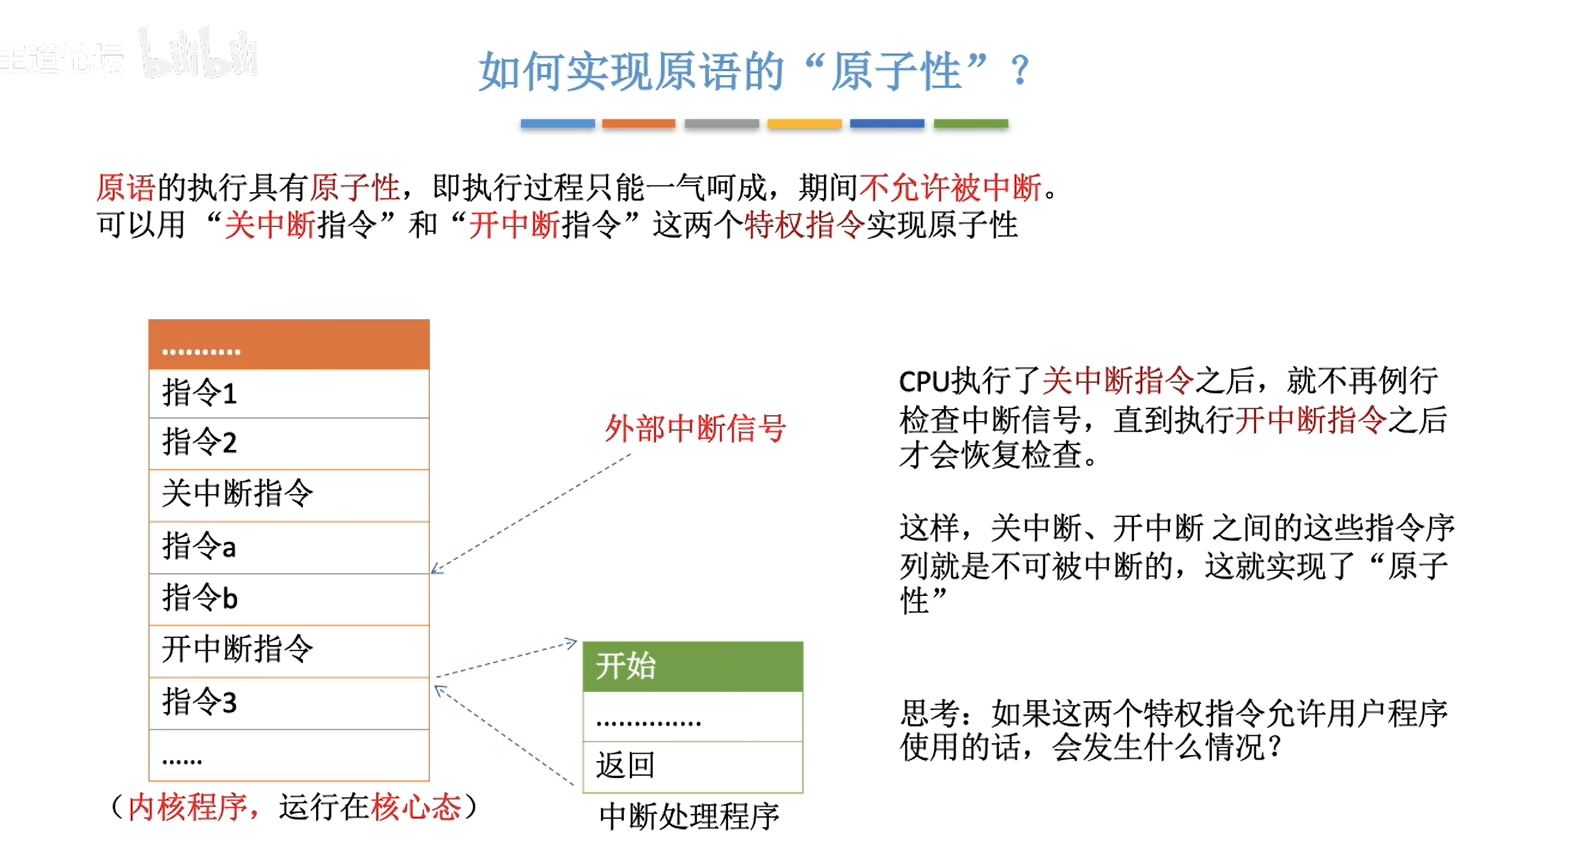 王道论坛 bilibili
如何实现原语的“原子性”？
原语的执行具有原子性，即执行过程只能一气呵成，期间不允许被中断。
可以用 “关中断指令”和“开中断指令”这两个特权指令实现原子性
..........
指令1
指令2
关中断指令
指令a
指令b
开中断指令
指令3
......
（内核程序，运行在核心态）
外部中断信号
开始
..............
返回
中断处理程序
CPU执行了关中断指令之后，就不再例行
检查中断信号，直到执行开中断指令之后
才会恢复检查。
这样，关中断、开中断 之间的这些指令序
列就是不可被中断的，这就实现了“原子
性”
思考：如果这两个特权指令允许用户程序
使用的话，会发生什么情况？